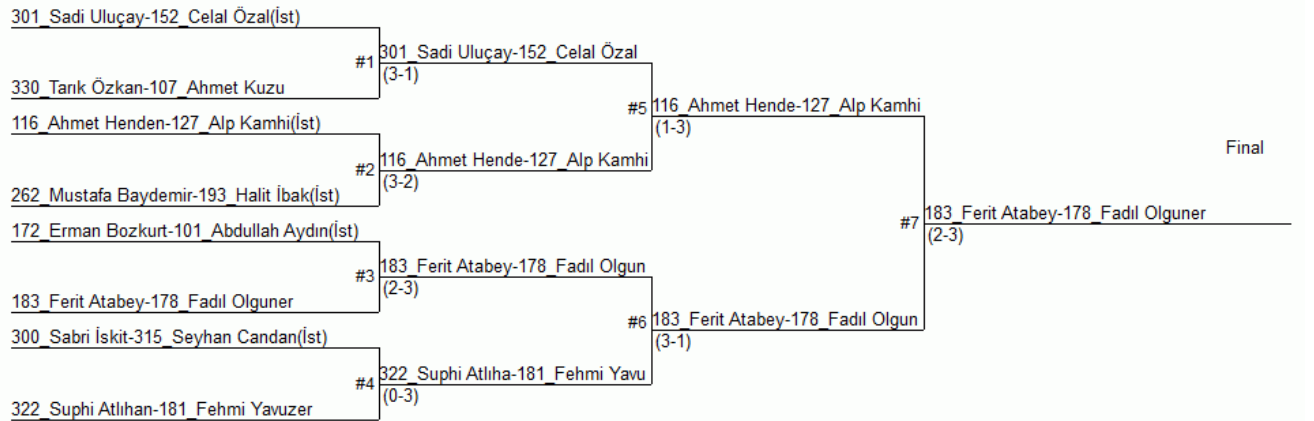 301_Sadi Uluçay-152_Celal Özal(İst)
#1
301_Sadi Uluçay-152_Celal Özal
(3-1)
330_Tarık Özkan-107_Ahmet Kuzu
#5
116_Ahmet Hende-127_Alp Kamhi
(1-3)
116_Ahmet Henden-127_Alp Kamhi(İst)
#2
116_Ahmet Hende-127_Alp Kamhi
(3-2)
262_Mustafa Baydemir-193_Halit İbak(İst)
Final
#7
183_Ferit Atabey-178_Fadıl Olguner
(2-3)
172_Erman Bozkurt-101_Abdullah Aydın(İst)
#3
183_Ferit Atabey-178_Fadıl Olgun
(2-3)
183_Ferit Atabey-178_Fadıl Olguner
#6
183_Ferit Atabey-178_Fadıl Olgun
(3-1)
300_Sabri İskit-315_Seyhan Candan(İst)
#4
322_Suphi Atlıha-181_Fehmi Yavu
(0-3)
322_Suphi Atlıhan-181_Fehmi Yavuzer